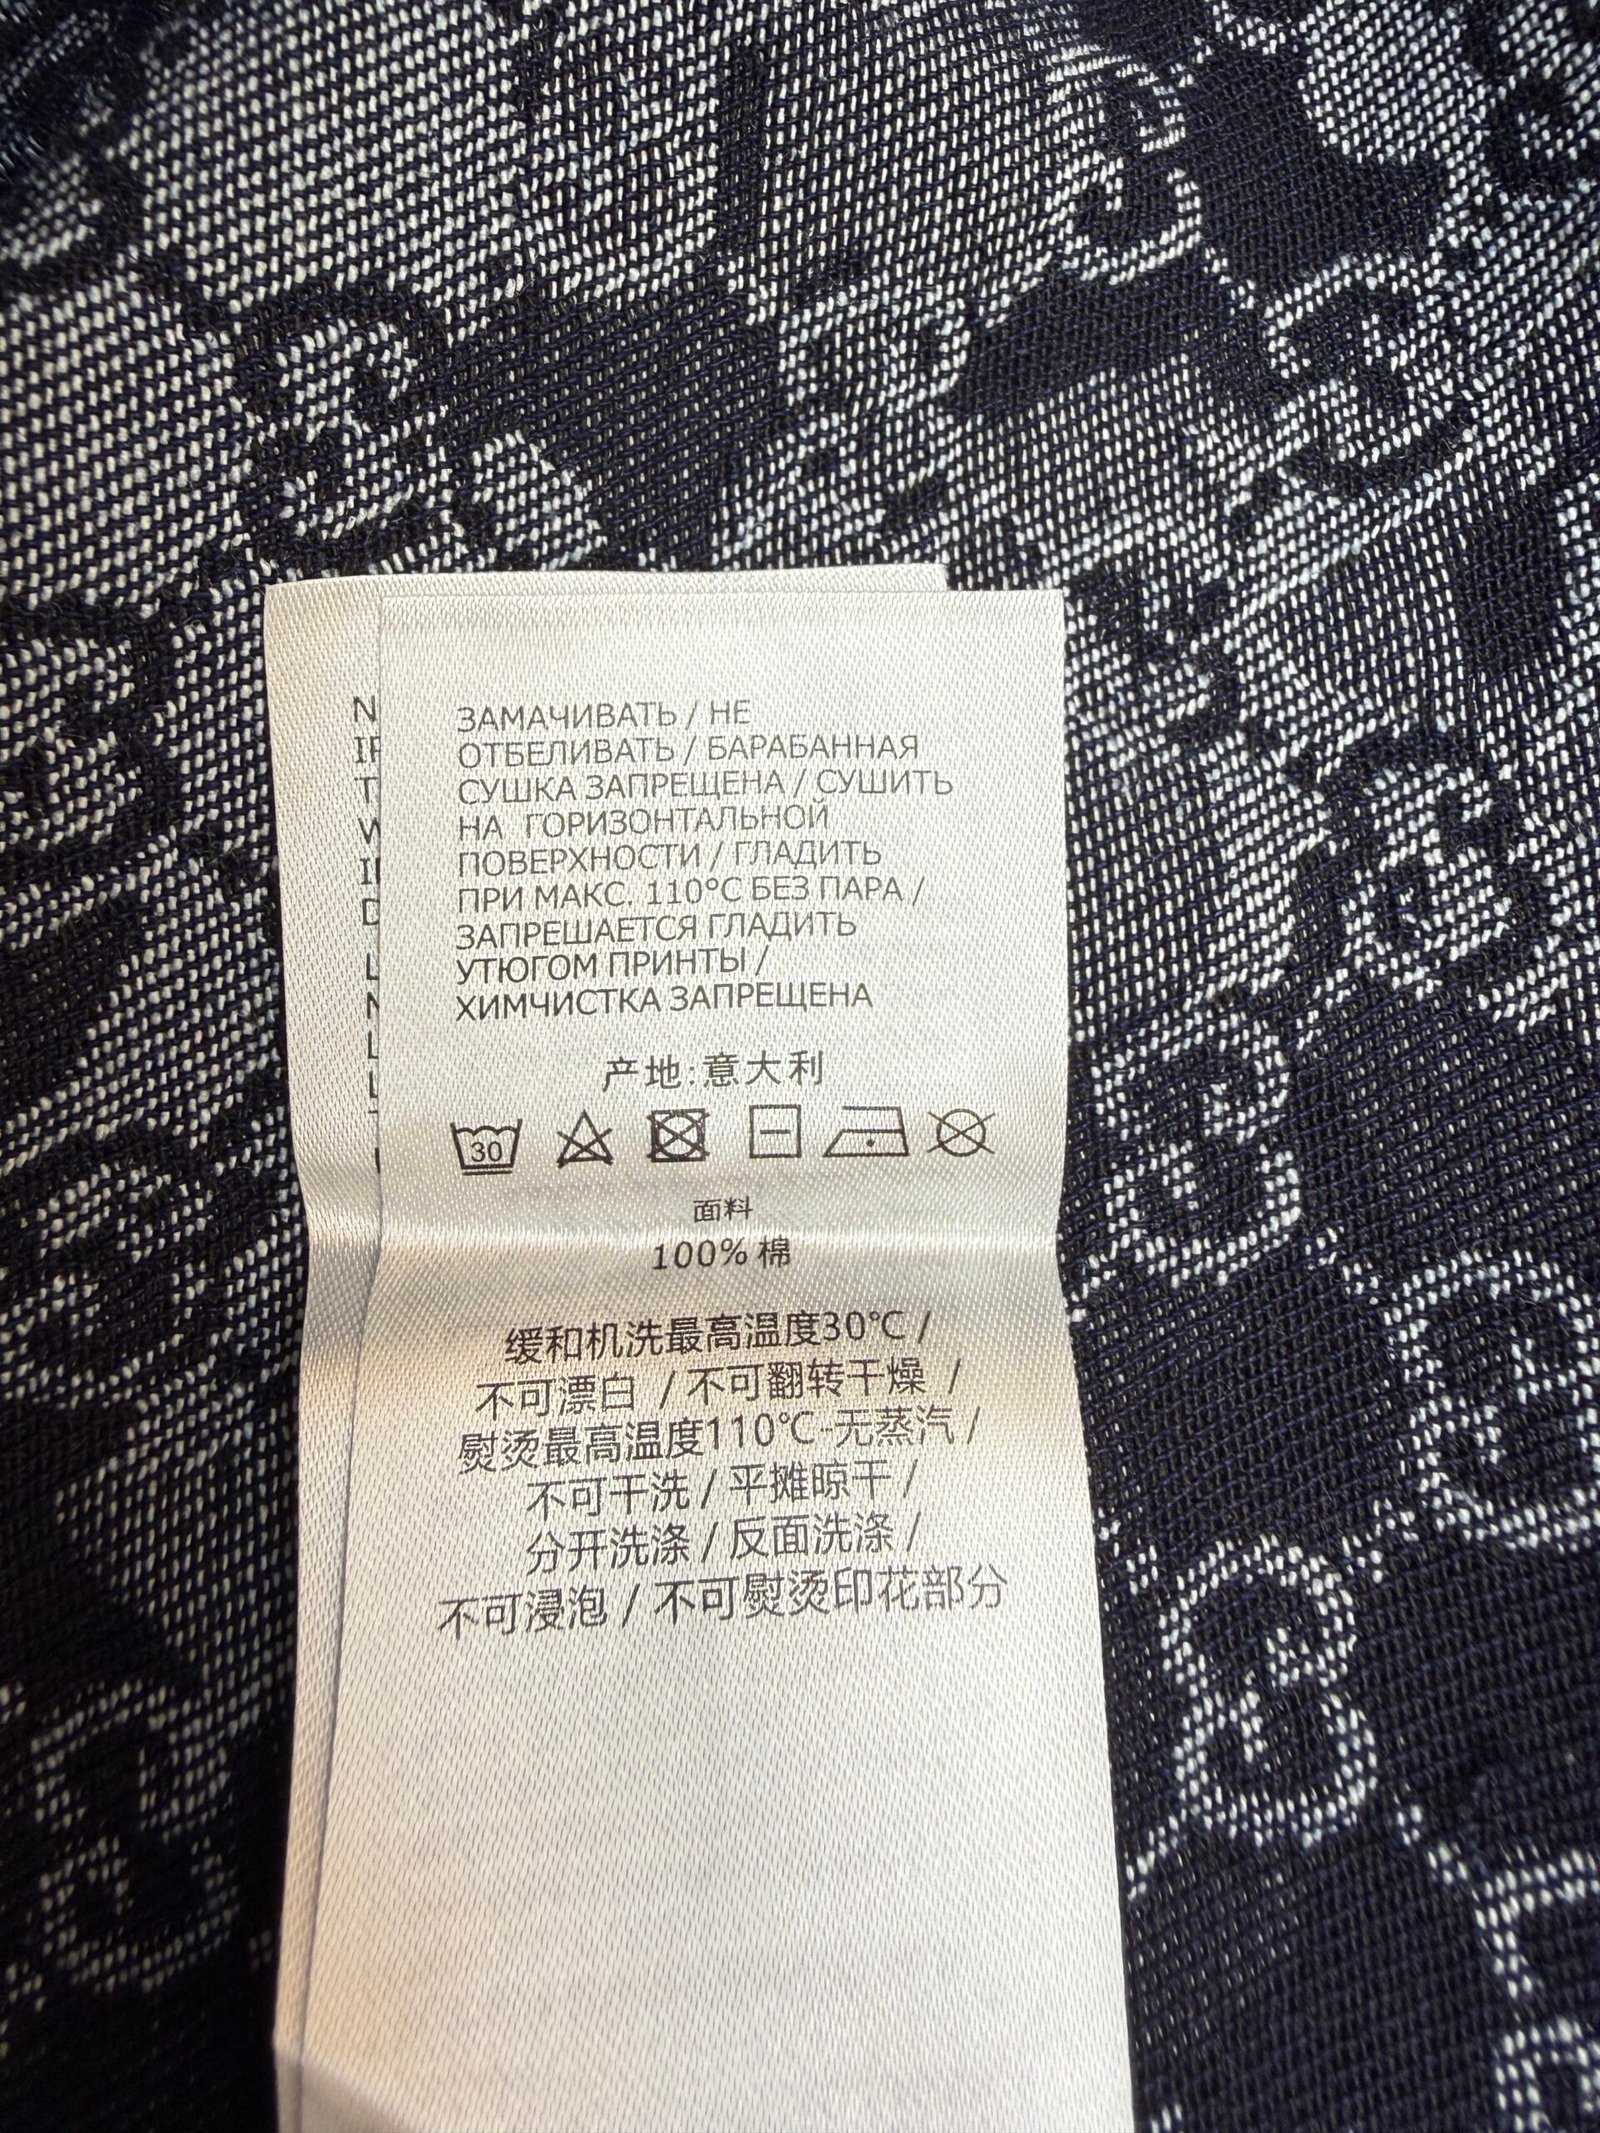 N
IF
T
W
D
L
N
L
L
ЗАМАЧИВАТЬ / НЕ
ОТБЕЛИВАТЬ / БАРАБАННАЯ
СУШКА ЗАПРЕЩЕНА / СУШИТЬ
НА ГОРИЗОНТАЛЬНОЙ
ПОВЕРХНОСТИ / ГЛАДИТЬ
ПРИ МАКС. 110°C БЕЗ ПАРА /
ЗАПРЕШАЕТСЯ ГЛАДИТЬ
УТЮГОМ ПРИНТЫ /
ХИМЧИСТКА ЗАПРЕЩЕНА
产地:意大利
30
面料
100% 棉
缓和机洗最高温度30℃ /
不可漂白 / 不可翻转干燥 /
熨烫最高温度110℃-无蒸汽 /
不可干洗 / 平摊晾干 /
分开洗涤 / 反面洗涤 /
不可浸泡 / 不可熨烫印花部分